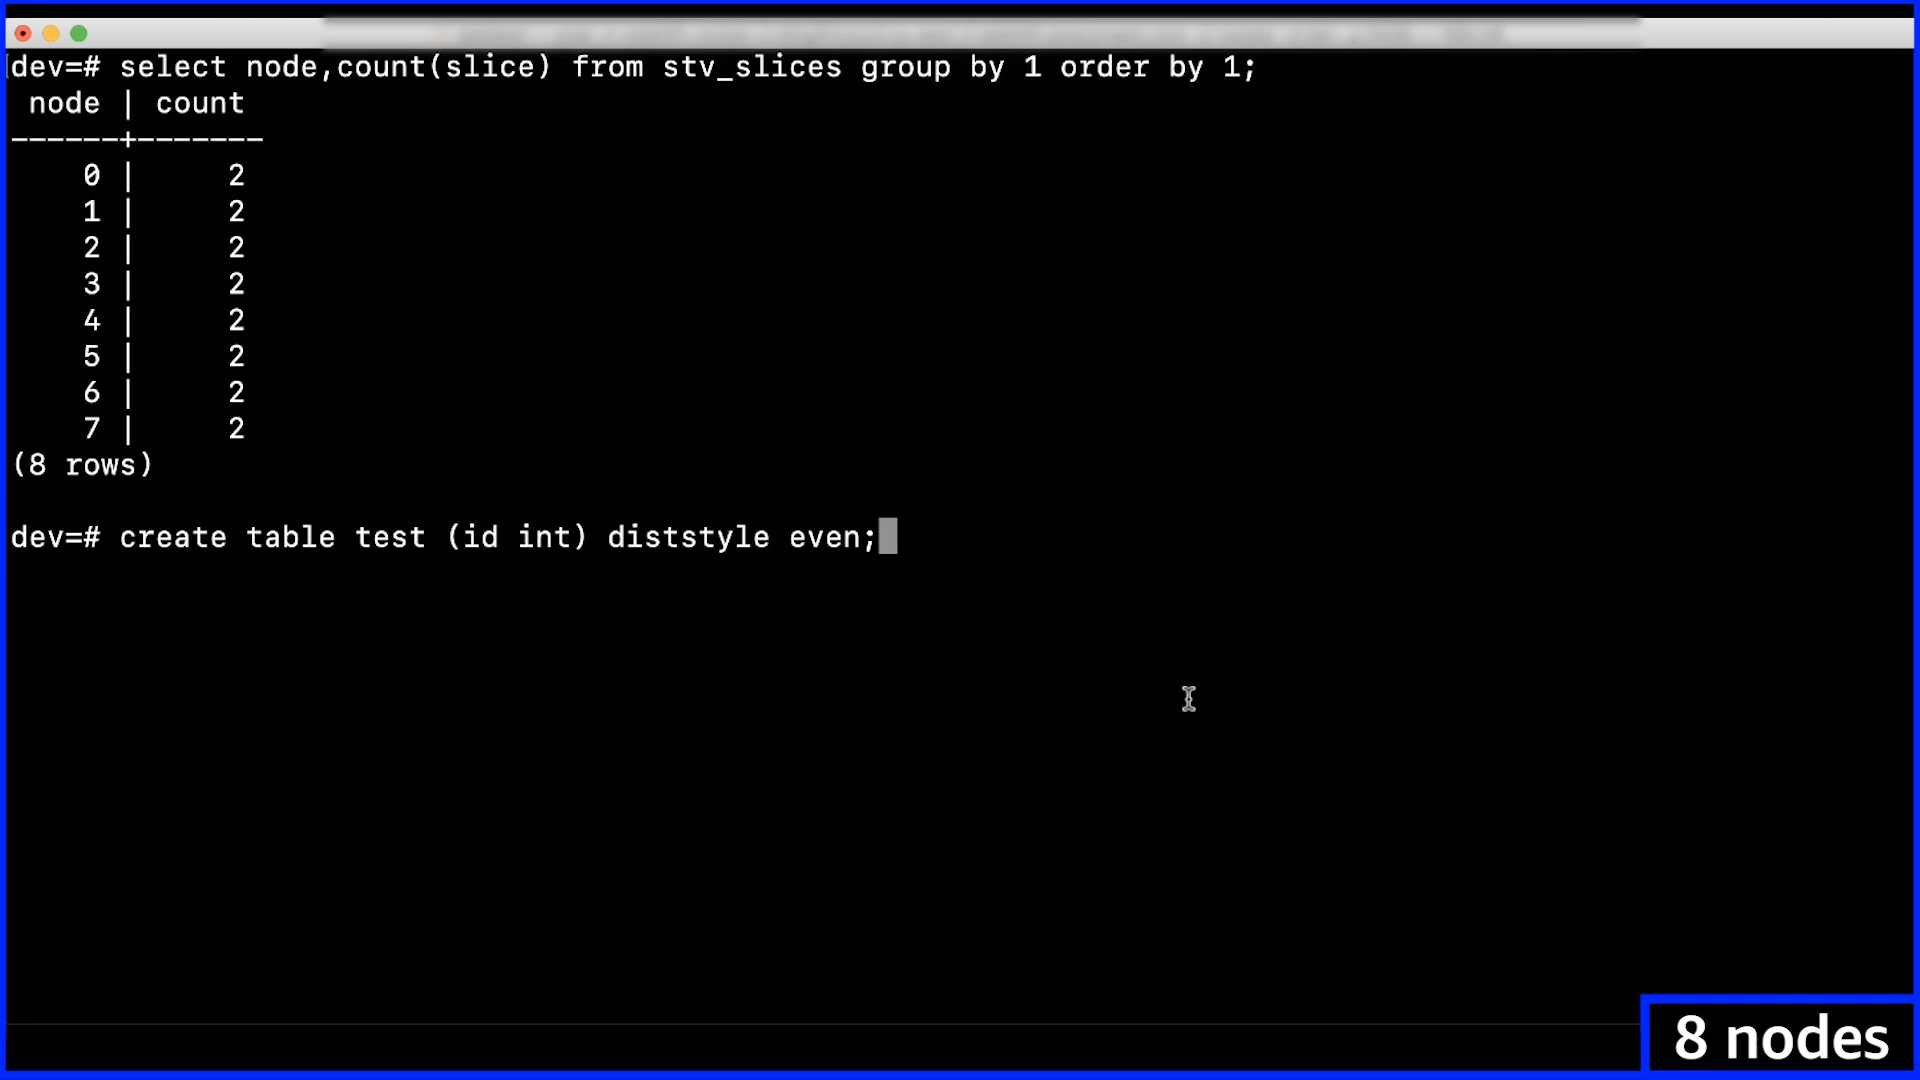 dev=# select node,count(slice) from stv_slices group by 1 order by 1;
 node | count
------+-------
    0 |     2
    1 |     2
    2 |     2
    3 |     2
    4 |     2
    5 |     2
    6 |     2
    7 |     2
(8 rows)
dev=# create table test (id int) diststyle even;
8 nodes